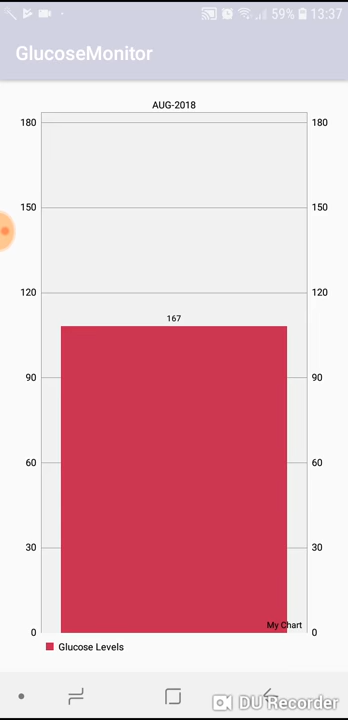 59% 13:37
GlucoseMonitor
AUG-2018
180 180
150 150
120 120
167
90 90
60 60
30 30
My Chart
0 0
Glucose Levels
DU Recorder